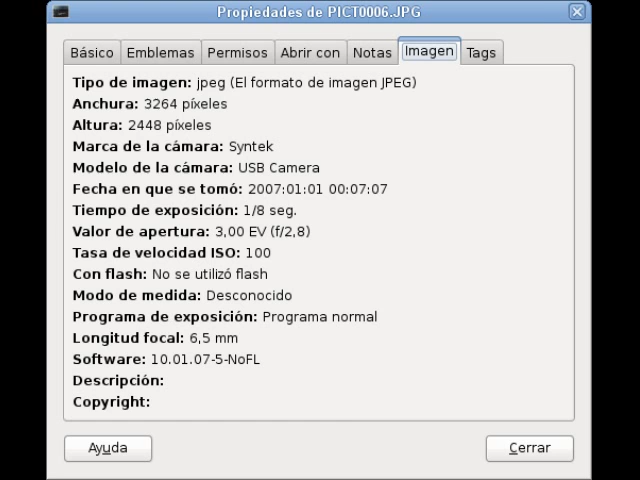 Propiedades de PICT0006.JPG
Básico Emblemas Permisos Abrir con Notas Imagen Tags
Tipo de imagen: jpeg (El formato de imagen JPEG)
Anchura: 3264 píxeles
Altura: 2448 píxeles
Marca de la cámara: Syntek
Modelo de la cámara: USB Camera
Fecha en que se tomó: 2007:01:01 00:07:07
Tiempo de exposición: 1/8 seg.
Valor de apertura: 3,00 EV (f/2,8)
Tasa de velocidad ISO: 100
Con flash: No se utilizó flash
Modo de medida: Desconocido
Programa de exposición: Programa normal
Longitud focal: 6,5 mm
Software: 10.01.07-5-NoFL
Descripción:
Copyright:
Ayuda Cerrar